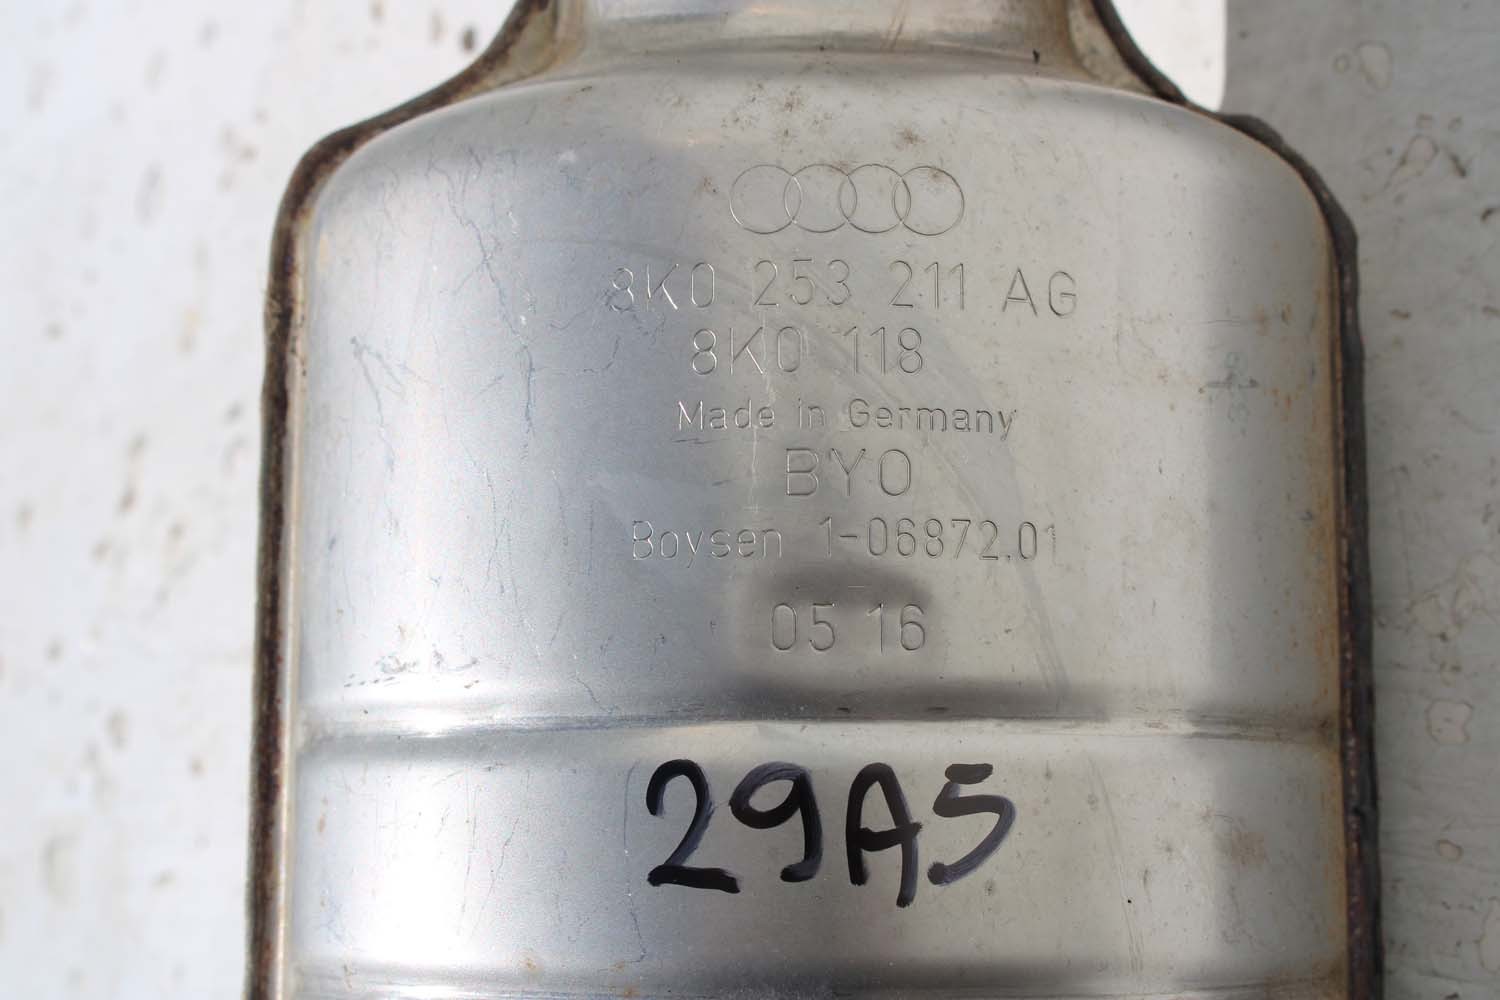 8K0 253 211 AG
8K0 118
Made in Germany
BYO
Boysen 1-06872.01
05 16
29A5